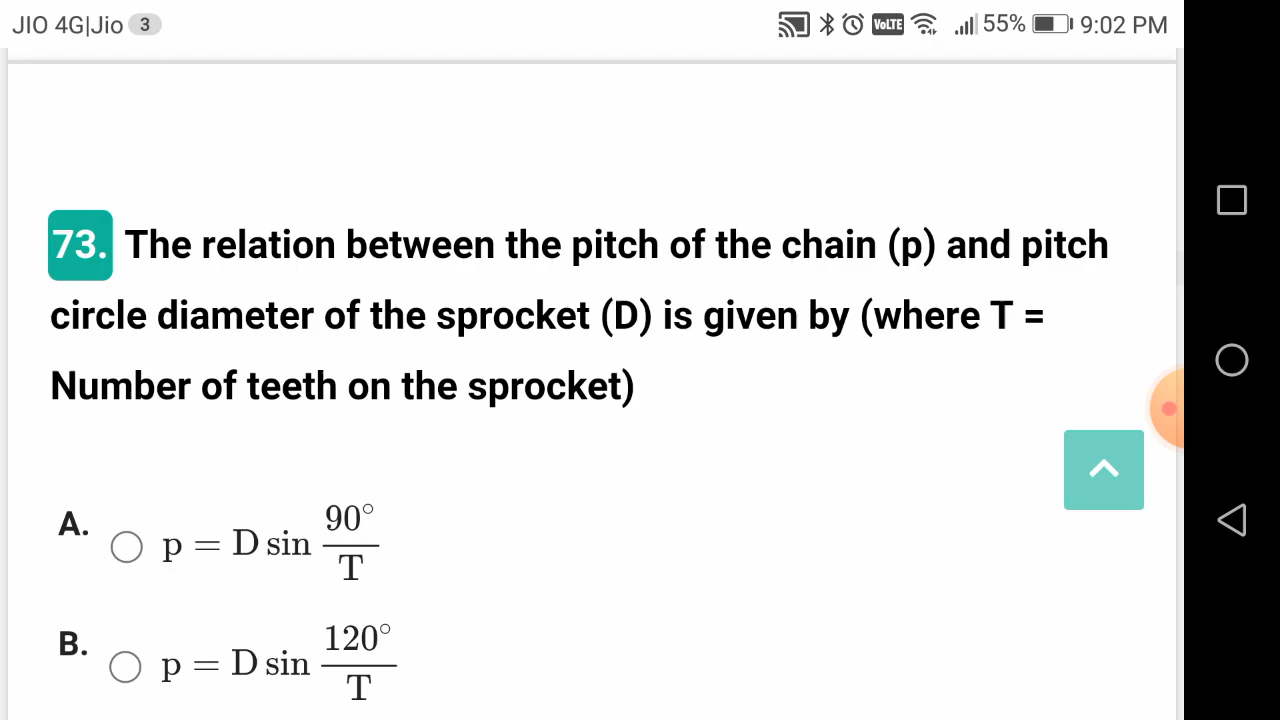 JIO 4G|Jio 3 VoLTE 55% 9:02 PM
73. The relation between the pitch of the chain (p) and pitch
circle diameter of the sprocket (D) is given by (where T =
Number of teeth on the sprocket)
A. p = D sin 90°/T
B. p = D sin 120°/T